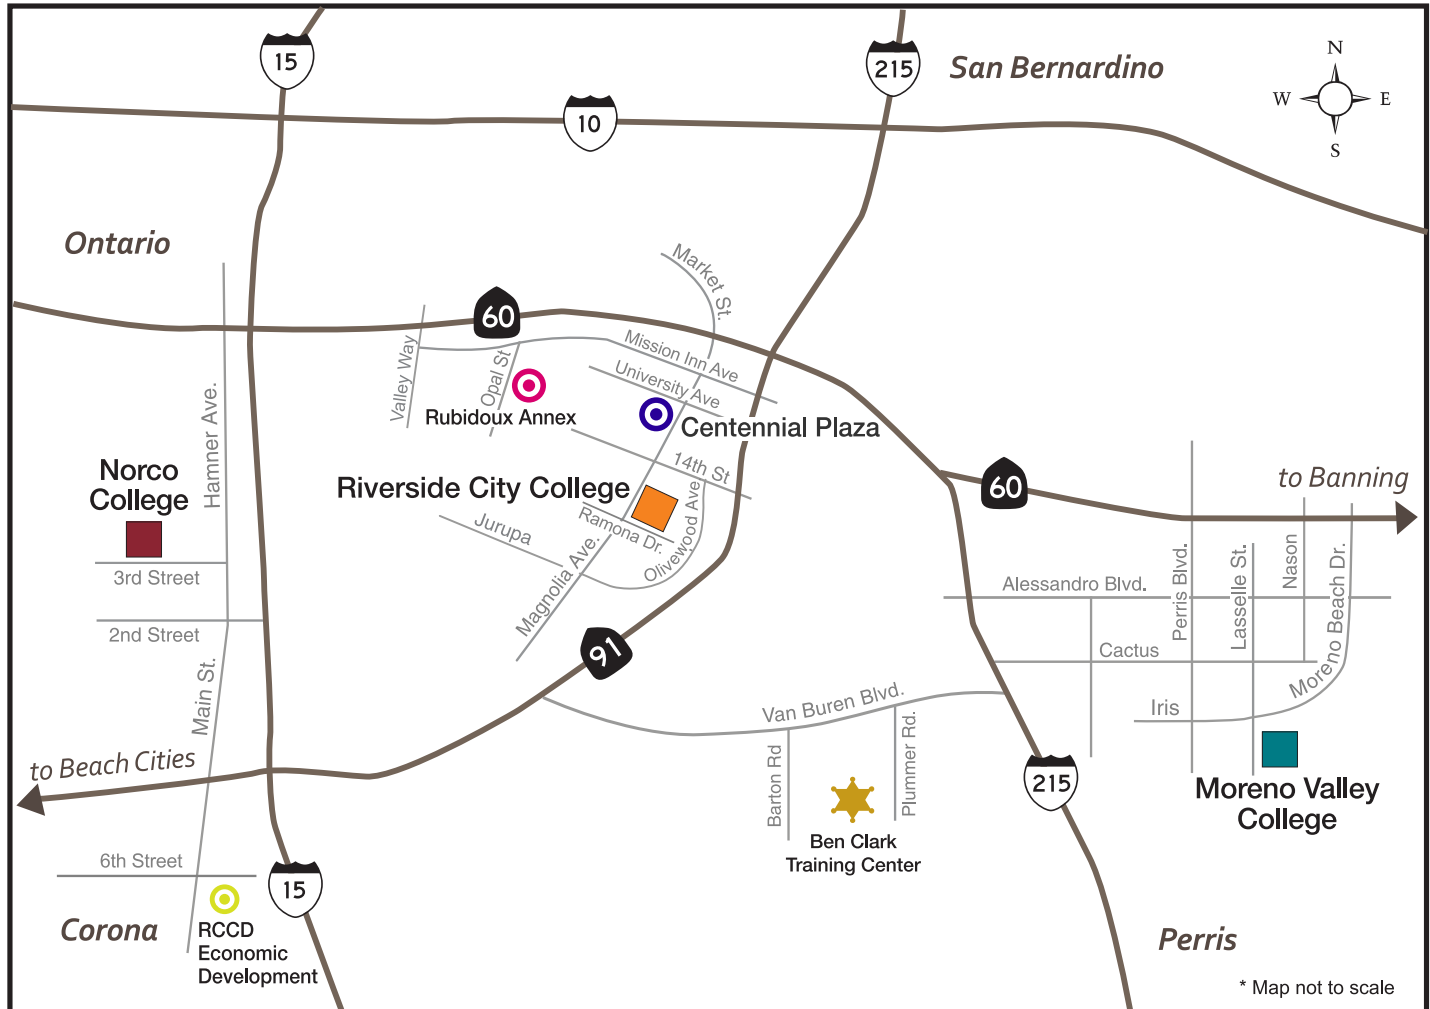 15
215
San Bernardino
N
W E
S
10
Ontario
Market St.
60
Mission Inn Ave
University Ave
Valley Way
Opal St
Rubidoux Annex
Centennial Plaza
Hamner Ave.
Norco
College
14th St
Riverside City College
60
to Banning
Jurupa
Ramona Dr.
Olivewood Ave
Magnolia Ave.
3rd Street
2nd Street
Alessandro Blvd.
Perris Blvd.
Lasselle St.
Nason
Moreno Beach Dr.
Cactus
Iris
91
Main St.
Van Buren Blvd.
to Beach Cities
Barton Rd
Plummer Rd.
215
Moreno Valley
College
Ben Clark
Training Center
6th Street
15
Corona
RCCD
Economic
Development
Perris
* Map not to scale